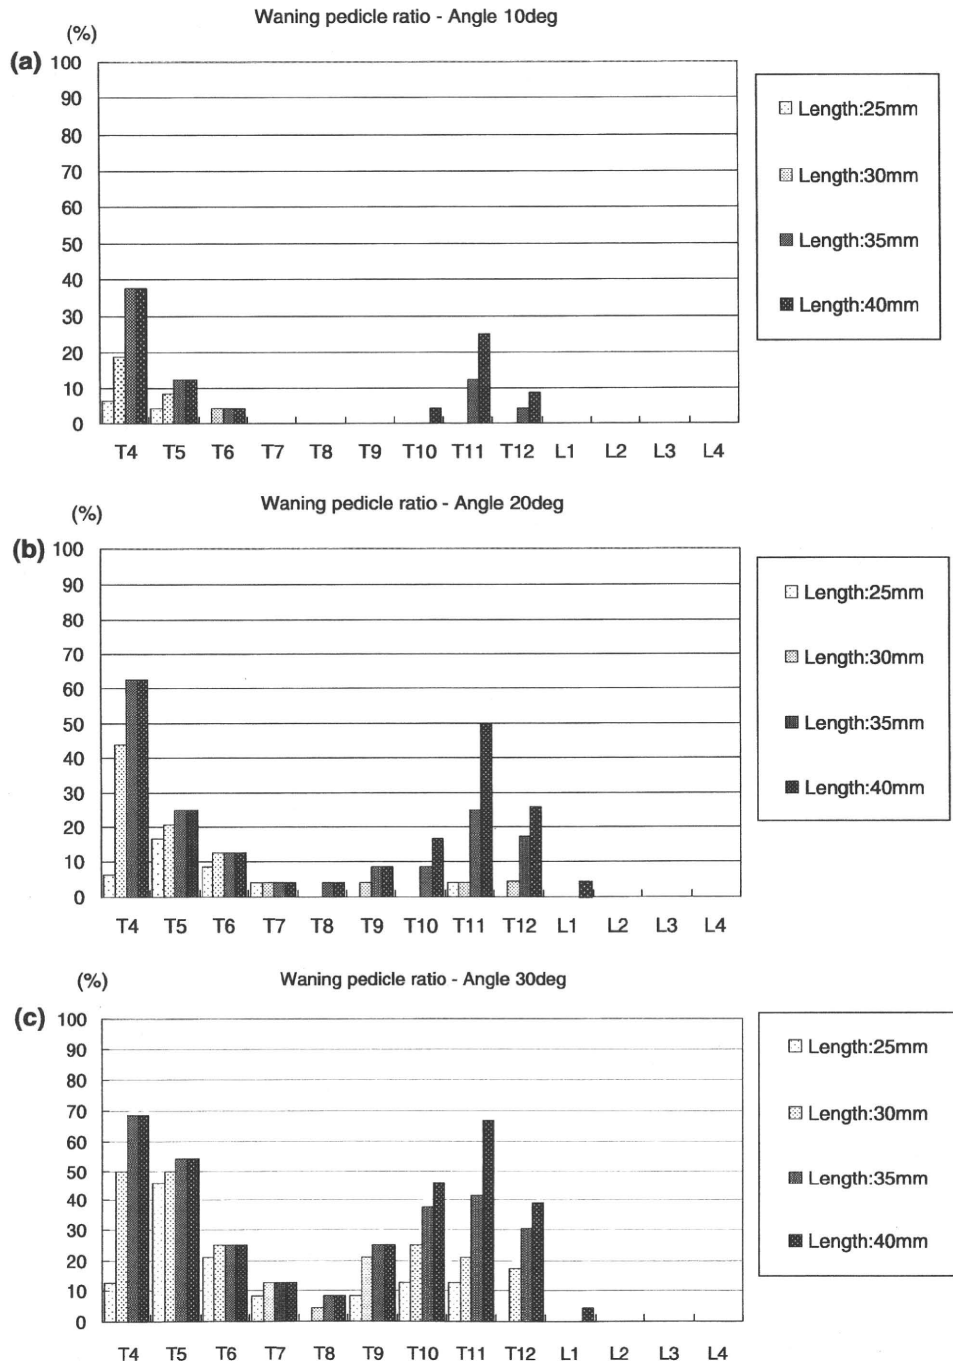 Waning pedicle ratio - Angle 10deg
(%)
(a)
100
90
80
70
60
50
40
30
20
10
0
T4 T5 T6 T7 T8 T9 T10 T11 T12 L1 L2 L3 L4
Length:25mm
Length:30mm
Length:35mm
Length:40mm
Waning pedicle ratio - Angle 20deg
(%)
(b)
100
90
80
70
60
50
40
30
20
10
0
T4 T5 T6 T7 T8 T9 T10 T11 T12 L1 L2 L3 L4
Length:25mm
Length:30mm
Length:35mm
Length:40mm
Waning pedicle ratio - Angle 30deg
(%)
(c)
100
90
80
70
60
50
40
30
20
10
0
T4 T5 T6 T7 T8 T9 T10 T11 T12 L1 L2 L3 L4
Length:25mm
Length:30mm
Length:35mm
Length:40mm